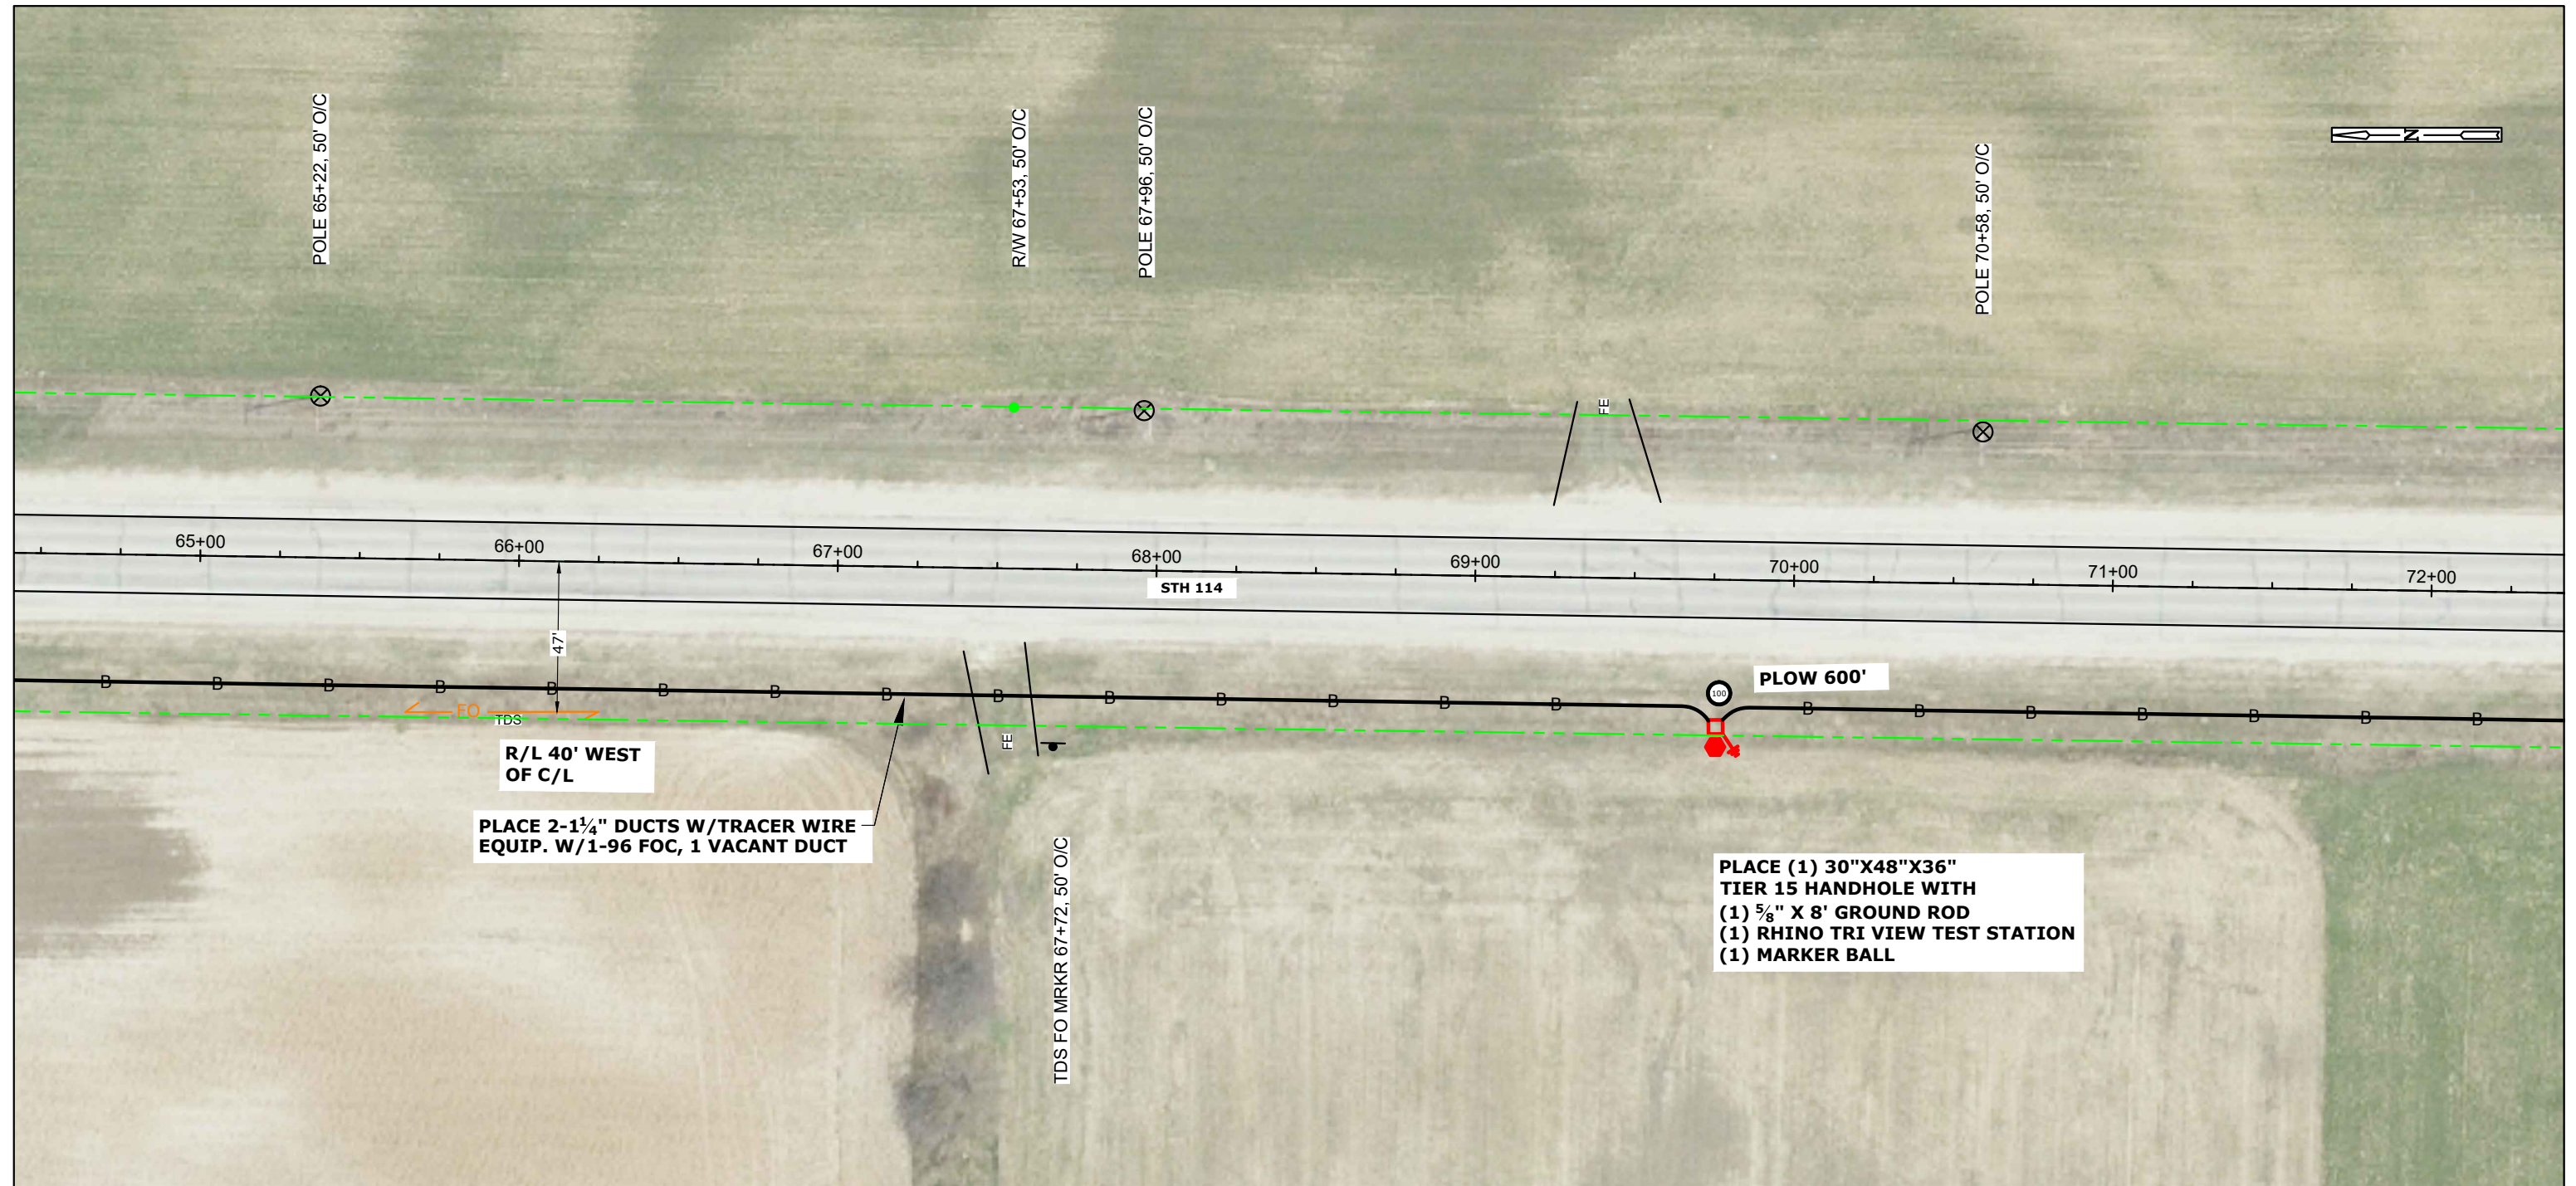 POLE 65+22, 50' O/C
R/W 67+53, 50' O/C
POLE 67+96, 50' O/C
POLE 70+58, 50' O/C
N
FE
65+00
66+00
67+00
68+00
69+00
70+00
71+00
72+00
STH 114
47'
B B B B B B B B B B B B B B B B B B B B B
100
PLOW 600'
FO
TDS
FE
R/L 40' WEST
OF C/L
PLACE 2-1¼" DUCTS W/TRACER WIRE
EQUIP. W/1-96 FOC, 1 VACANT DUCT
TDS FO MRKR 67+72, 50' O/C
PLACE (1) 30"X48"X36"
TIER 15 HANDHOLE WITH
(1) ⅝" X 8' GROUND ROD
(1) RHINO TRI VIEW TEST STATION
(1) MARKER BALL